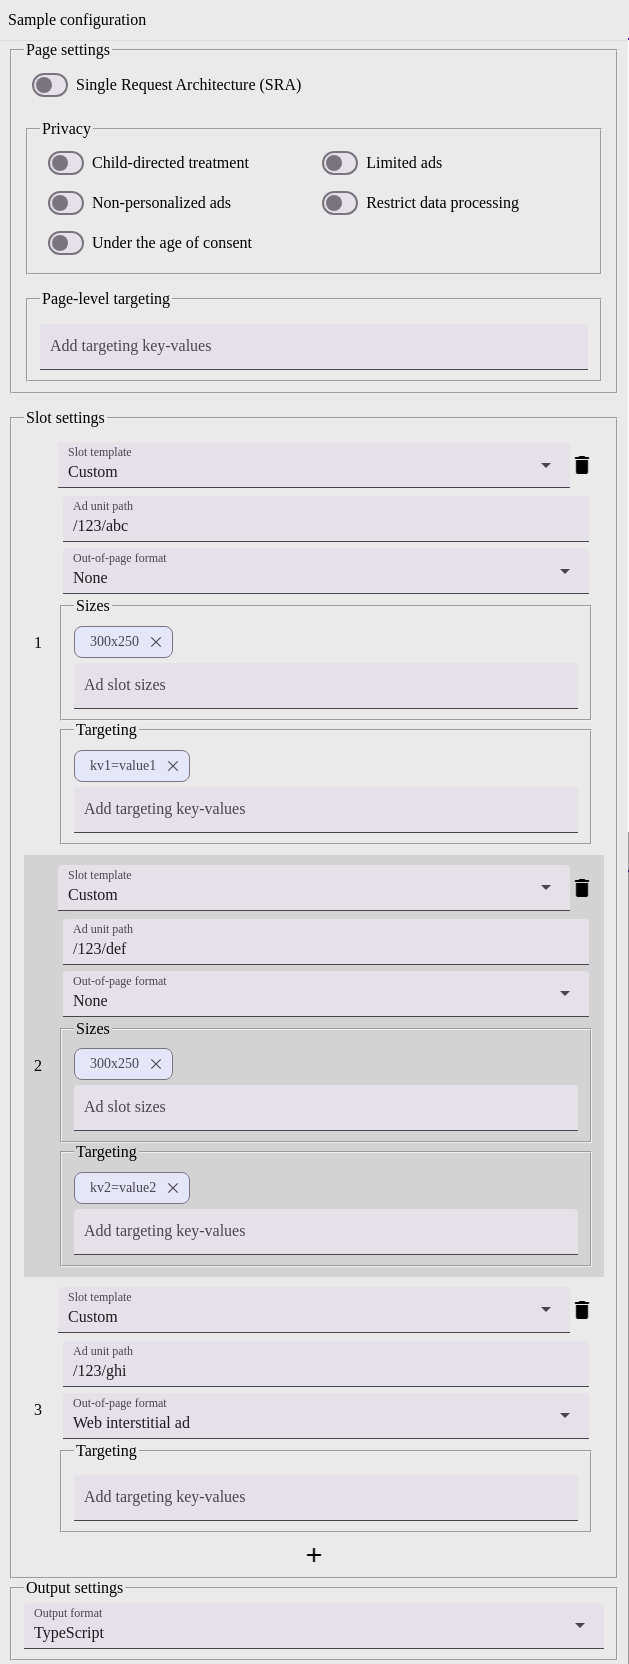 Sample configuration
Page settings
Single Request Architecture (SRA)
Privacy
Child-directed treatment
Limited ads
Non-personalized ads
Restrict data processing
Under the age of consent
Page-level targeting
Add targeting key-values
Slot settings
Slot template
Custom
Ad unit path
/123/abc
Out-of-page format
None
1
Sizes
300x250
Ad slot sizes
Targeting
kv1=value1
Add targeting key-values
Slot template
Custom
Ad unit path
/123/def
Out-of-page format
None
2
Sizes
300x250
Ad slot sizes
Targeting
kv2=value2
Add targeting key-values
Slot template
Custom
Ad unit path
/123/ghi
3
Out-of-page format
Web interstitial ad
Targeting
Add targeting key-values
+
Output settings
Output format
TypeScript